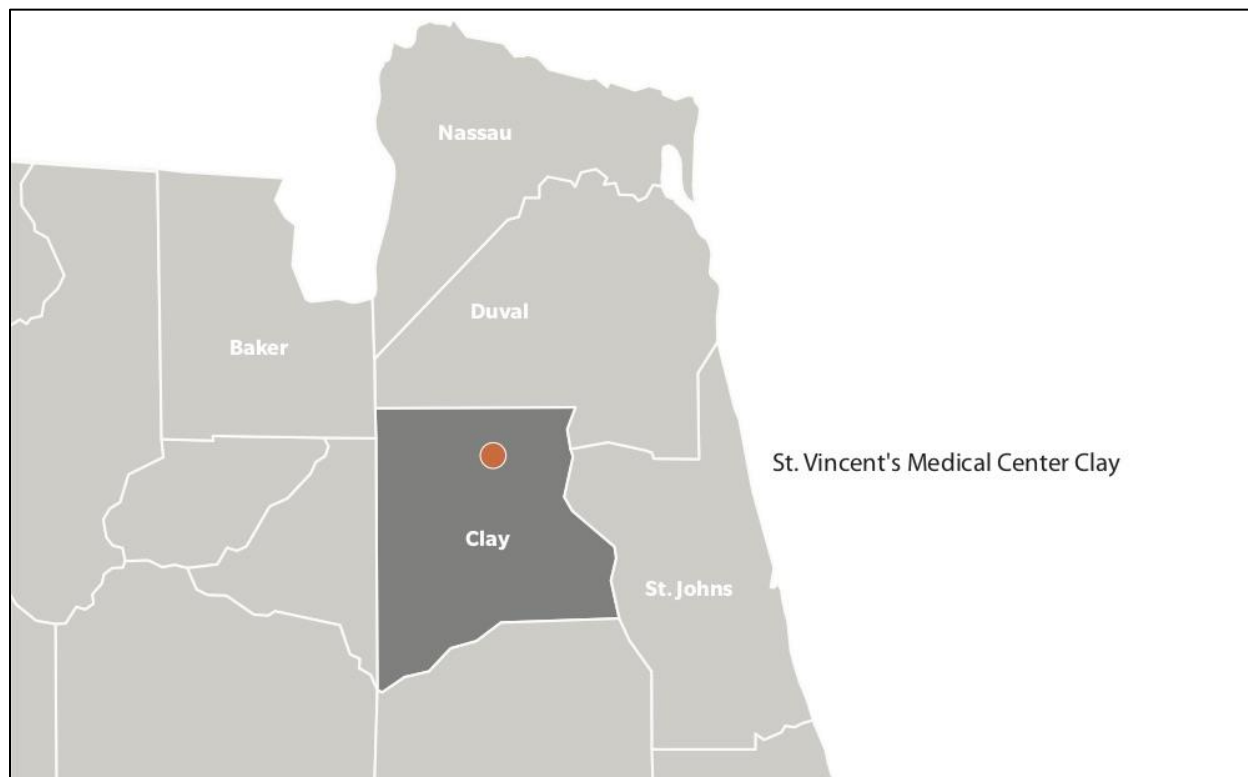 Nassau
Duval
Baker
St. Vincent's Medical Center Clay
Clay
St. Johns